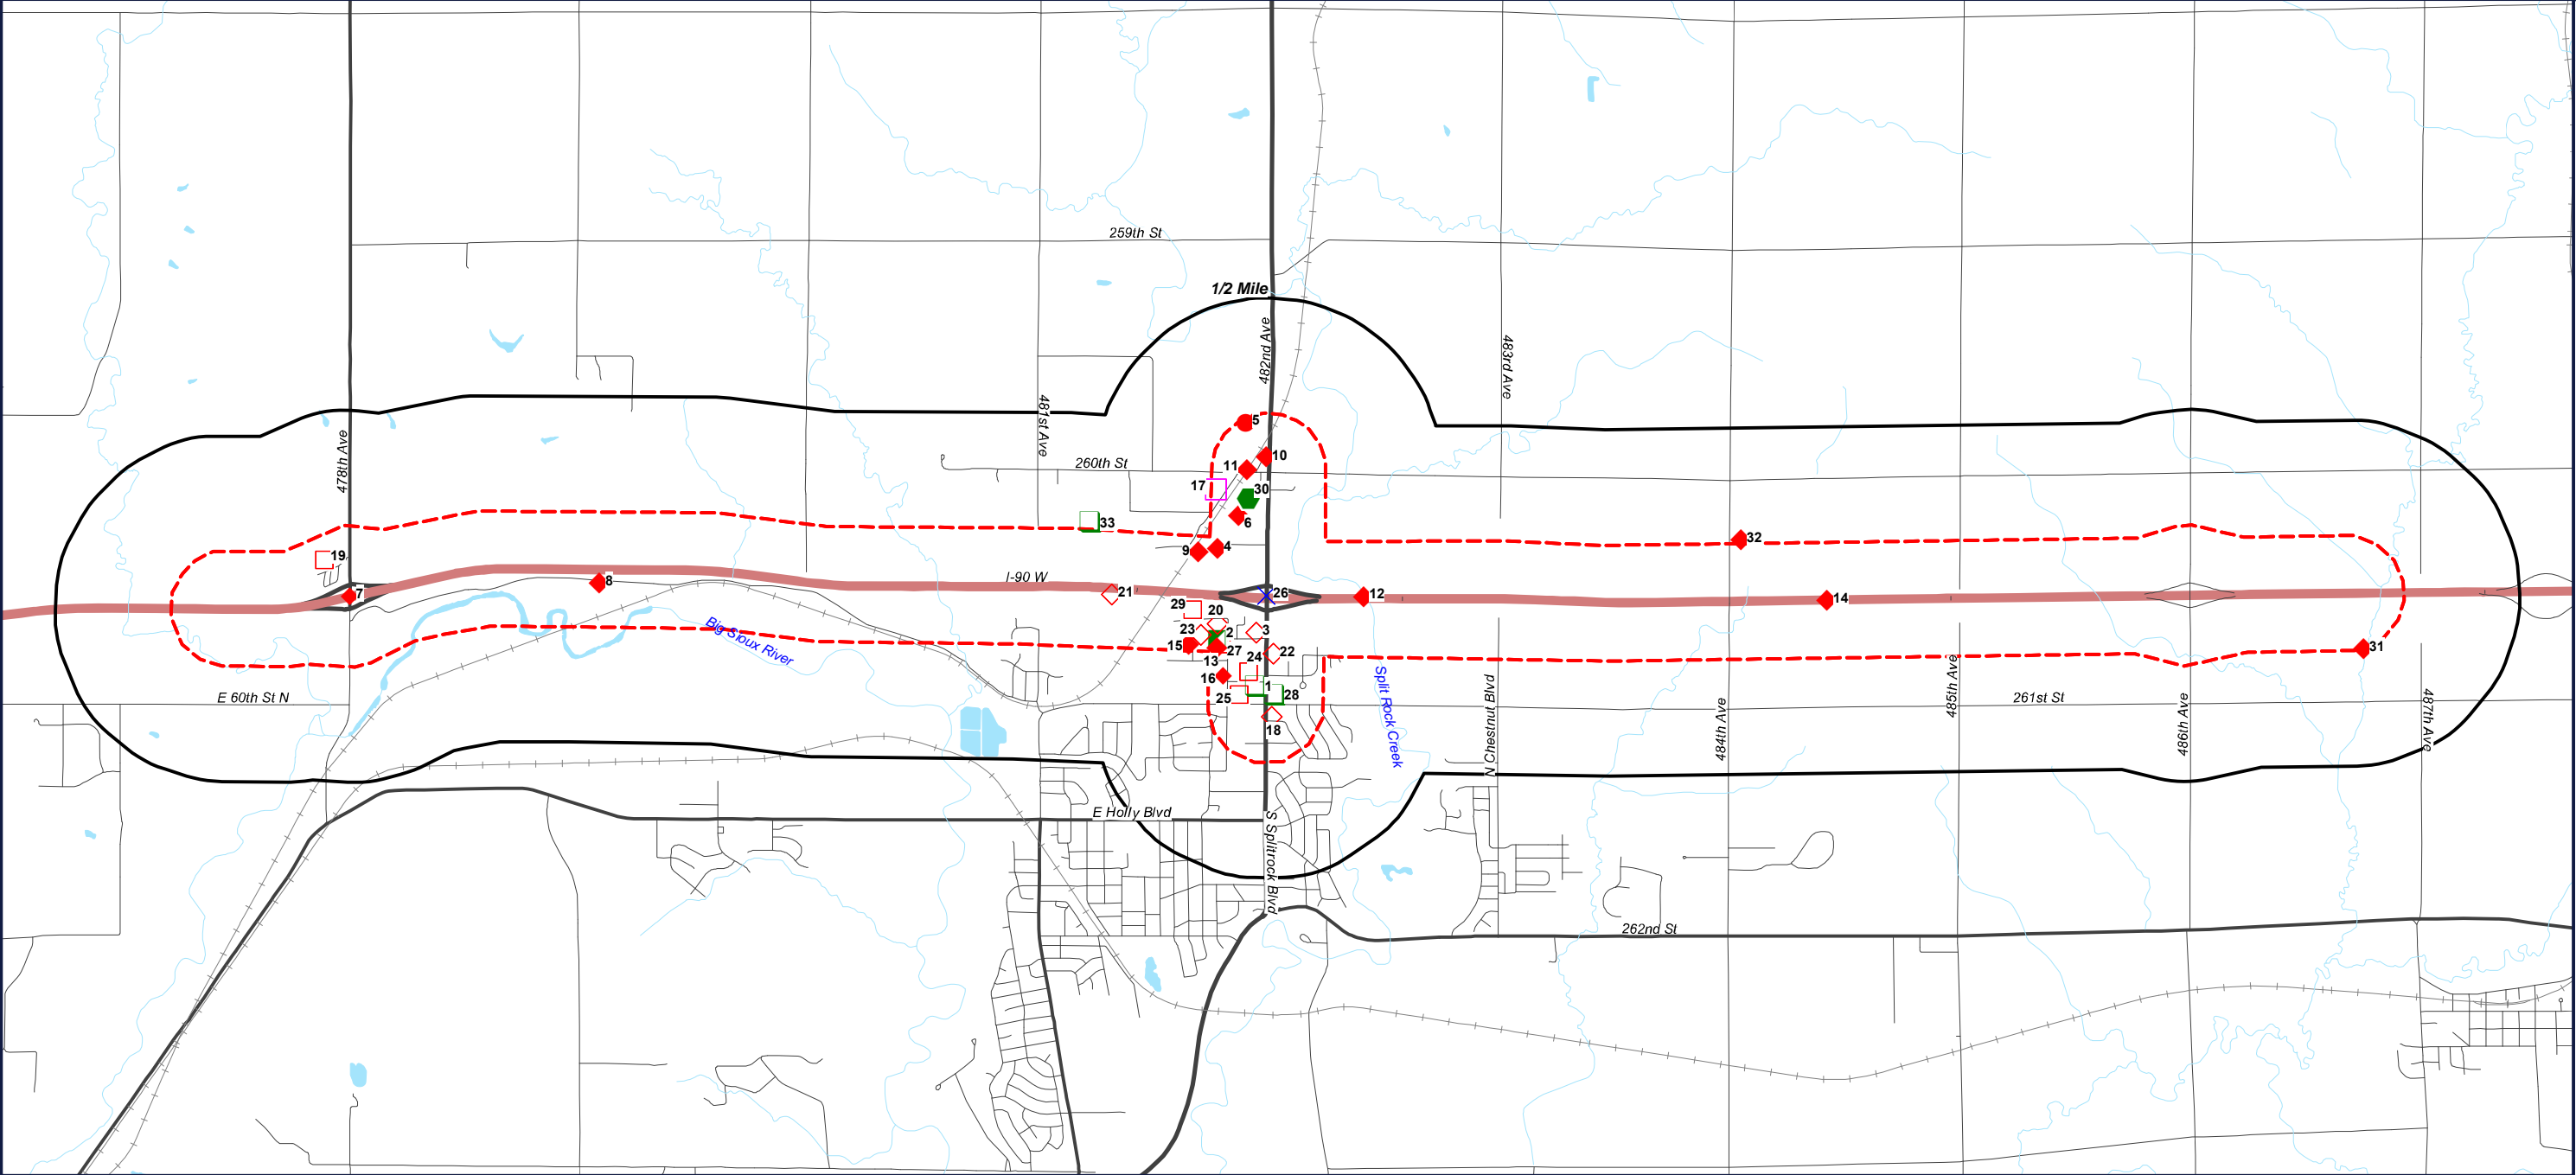 259th St
1/2 Mile
482nd Ave
483rd Ave
481st Ave
478th Ave
5
10
260th St
11
17
30
33
6
32
9
4
19
I-90 W
8
7
21
26
12
14
29
20
23
2
3
Big Sioux River
15
27
22
13
24
31
16
1
28
25
E 60th St N
18
Split Rock Creek
N Chestnut Blvd
484th Ave
485th Ave
261st St
486th Ave
487th Ave
E Holly Blvd
S Splitrock Blvd
262nd St